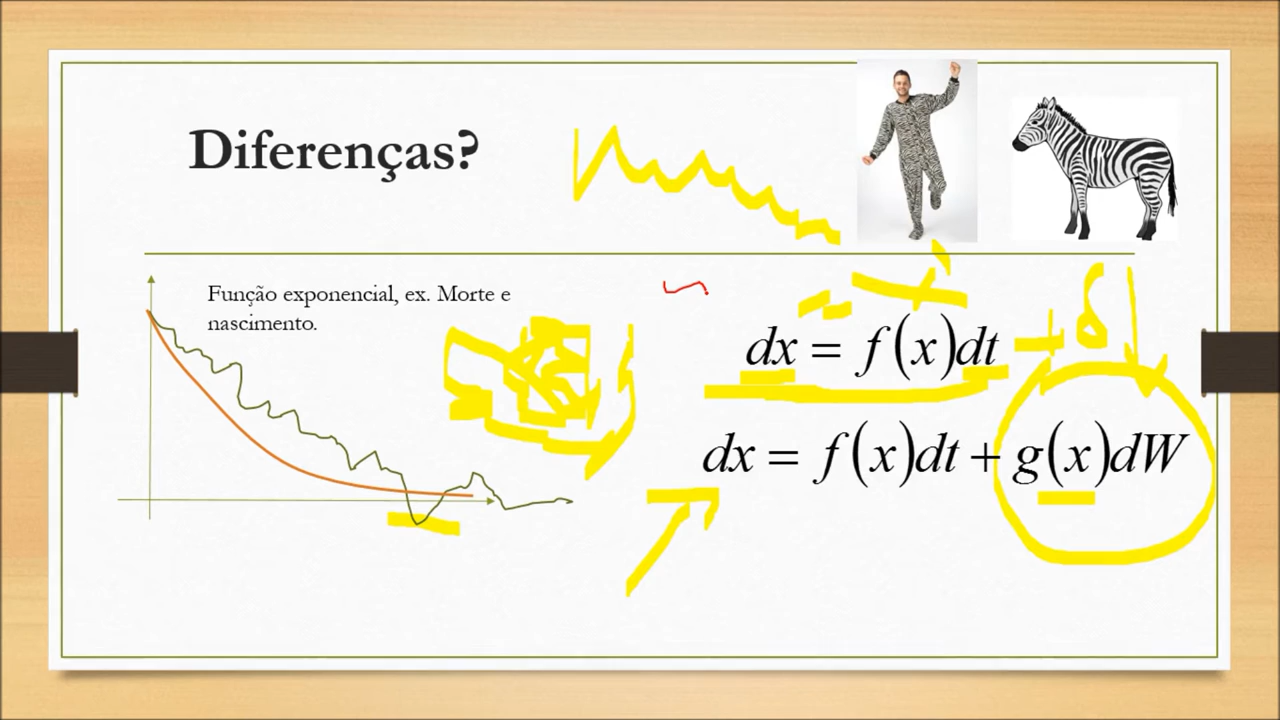 Diferenças?
Função exponencial, ex. Morte e
nascimento.
dx = f(x)dt
dx = f(x)dt + g(x)dW